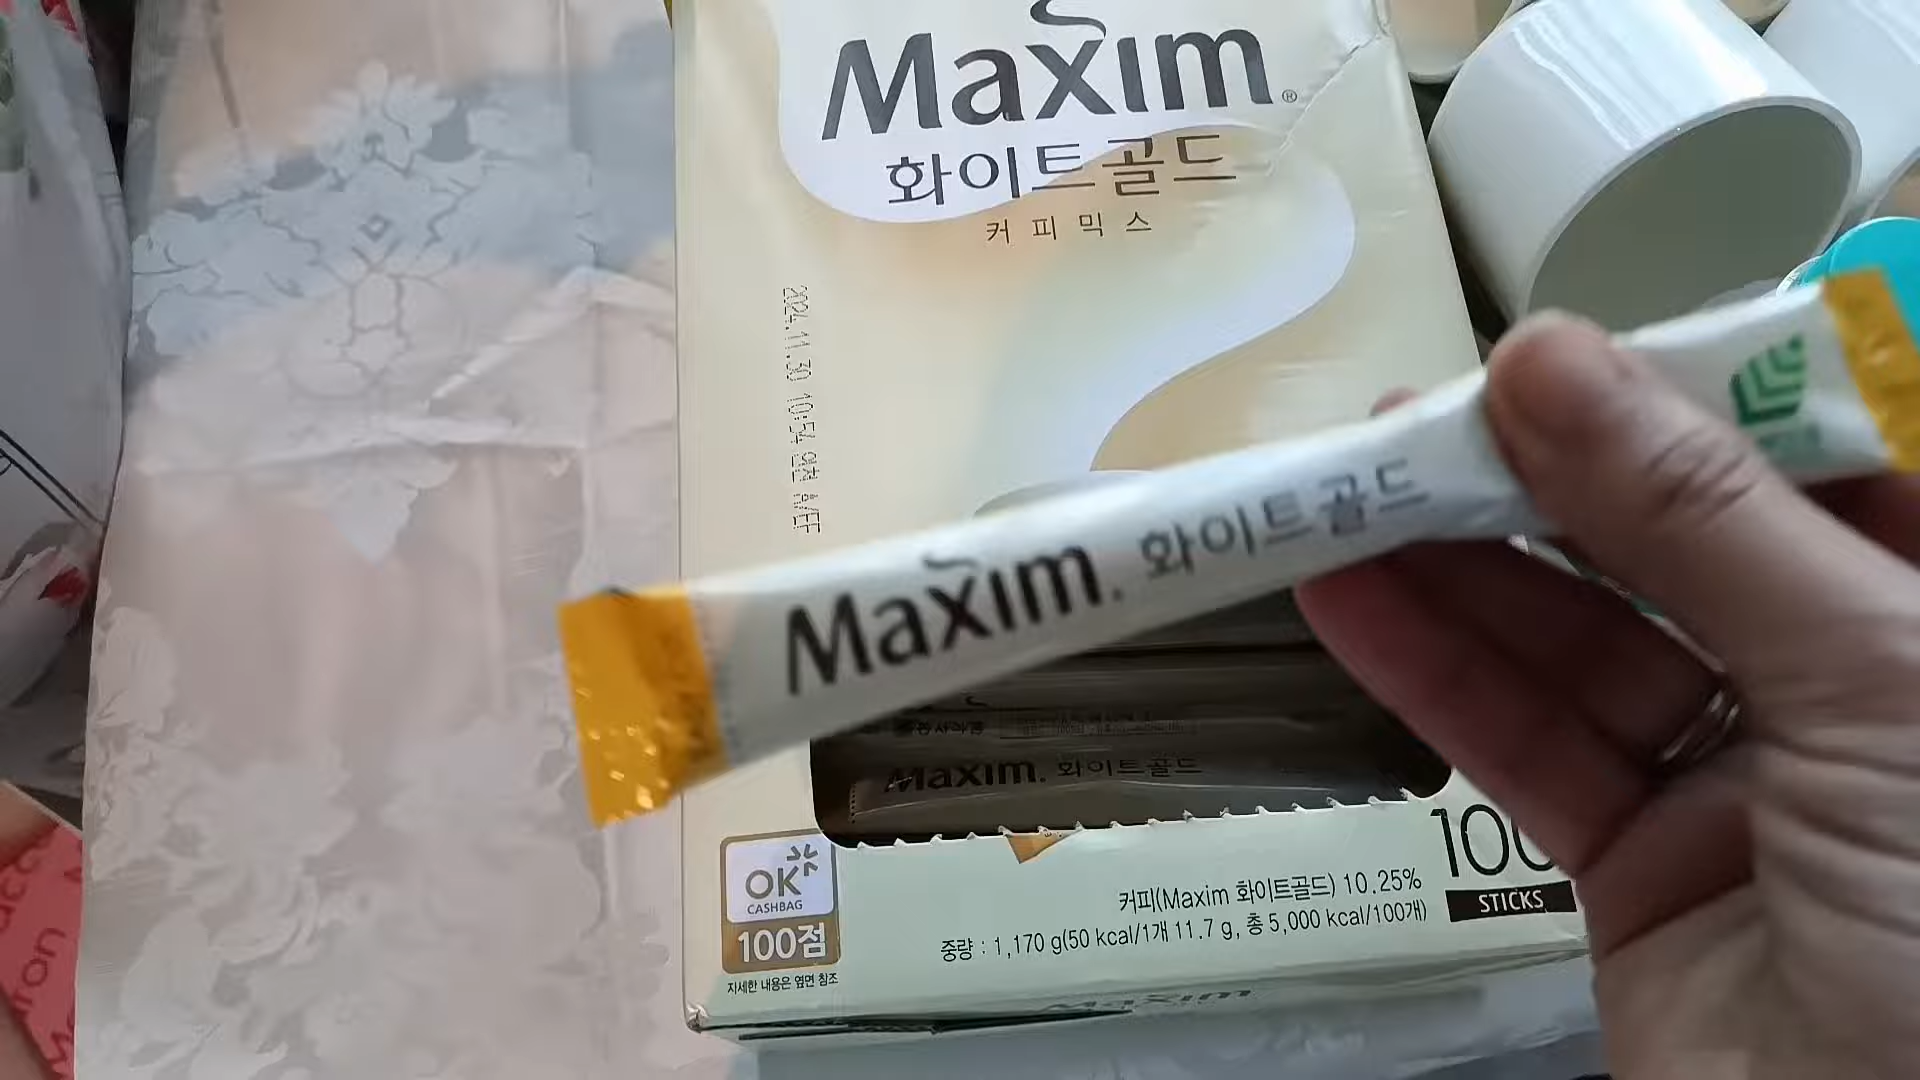 Maxim®
화이트골드
커피믹스
2024.11.30 10:54
Maxim. 화이트골드
Maxim. 화이트골드
OK
CASHBAG
100점
자세한 내용은 옆면 참조
커피(Maxim 화이트골드) 10.25%
중량 : 1,170 g(50 kcal/1개 11.7 g, 총 5,000 kcal/100개)
100
STICKS
Maxim